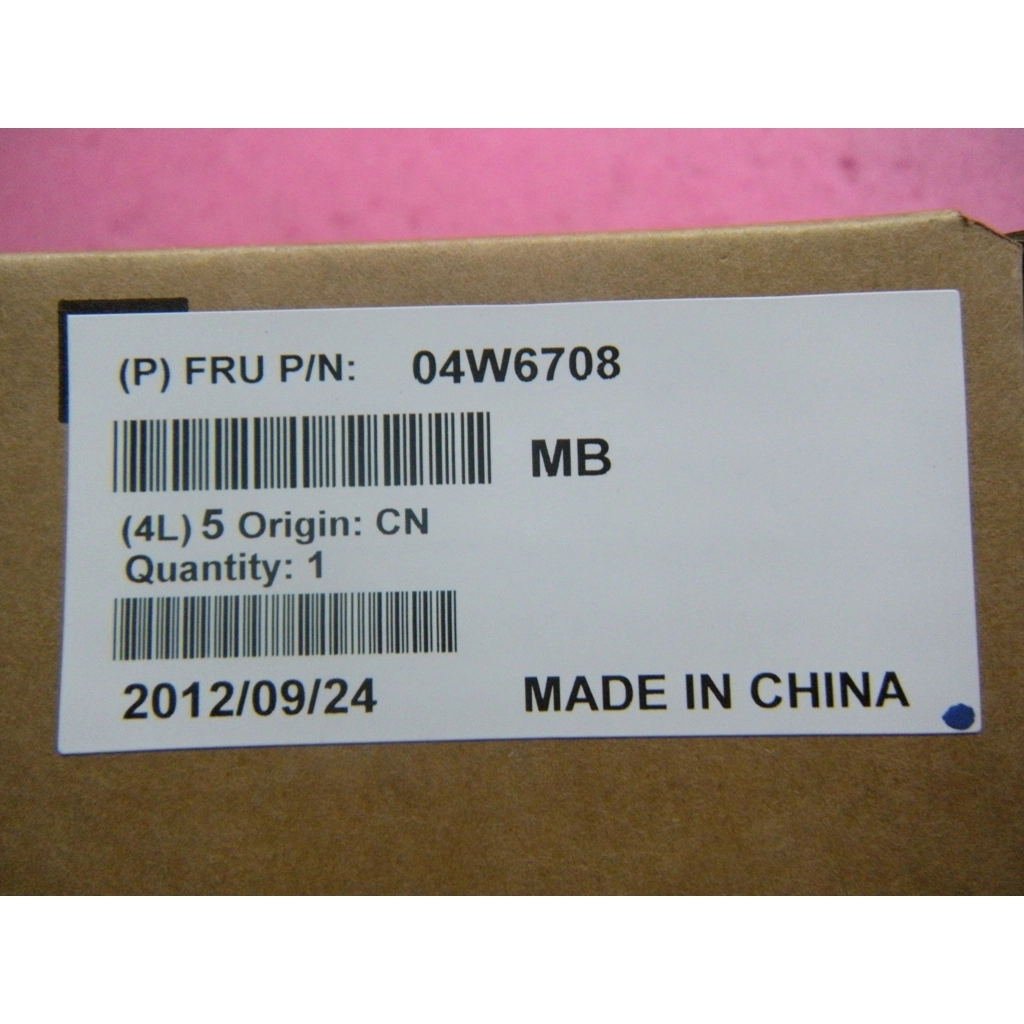 (P) FRU P/N: 04W6708
MB
(4L) 5 Origin: CN
Quantity: 1
2012/09/24 MADE IN CHINA